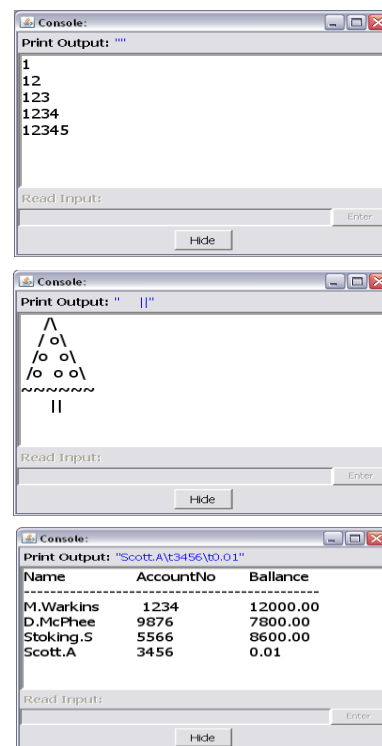 Console:
Print Output: ""
1
12
123
1234
12345
Read Input:
Enter
Hide
Console:
Print Output: "    ||"
/\
/ o\
/o  o\
/o  o o\
~~~~~~
||
Read Input:
Enter
Hide
Console:
Print Output: "Scott.A\t3456\t0.01"
Name AccountNo Ballance
------------------------------------------------
M.Warkins 1234 12000.00
D.McPhee 9876 7800.00
Stoking.S 5566 8600.00
Scott.A 3456 0.01
Read Input:
Enter
Hide